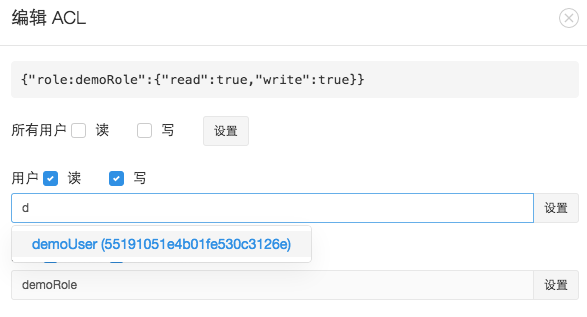 编辑 ACL
{"role:demoRole":{"read":true,"write":true}}
所有用户 读 写 设置
用户 读 写
d 设置
demoUser (55191051e4b01fe530c3126e)
demoRole 设置